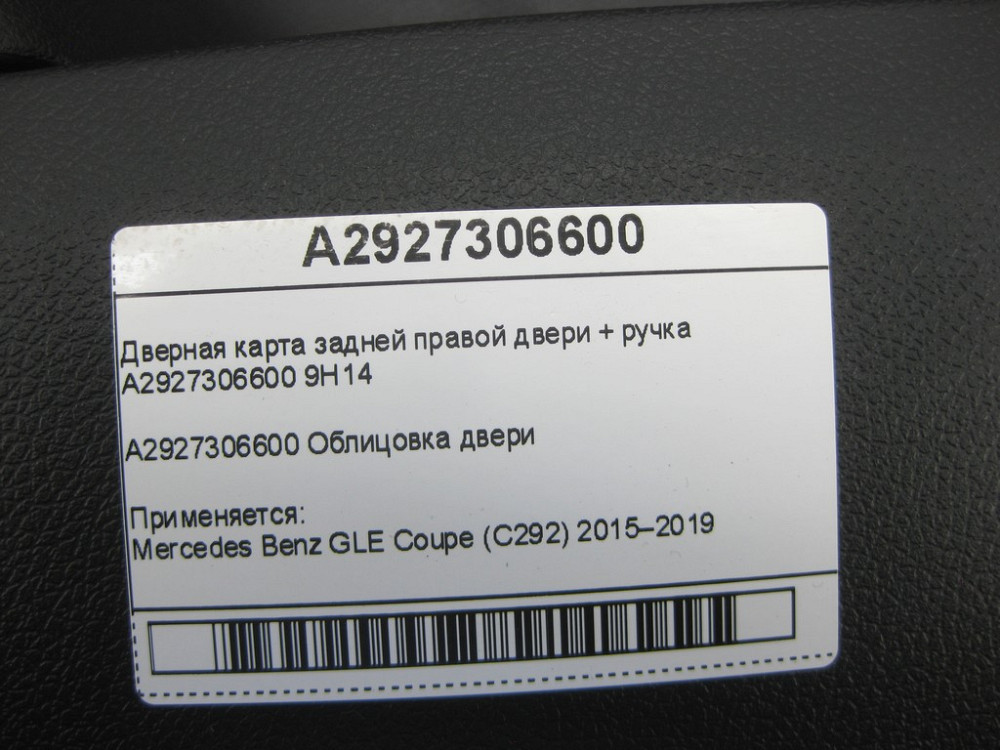 A2927306600
Дверная карта задней правой двери + ручка
A2927306600 9H14
A2927306600 Облицовка двери
Применяется:
Mercedes Benz GLE Coupe (C292) 2015–2019